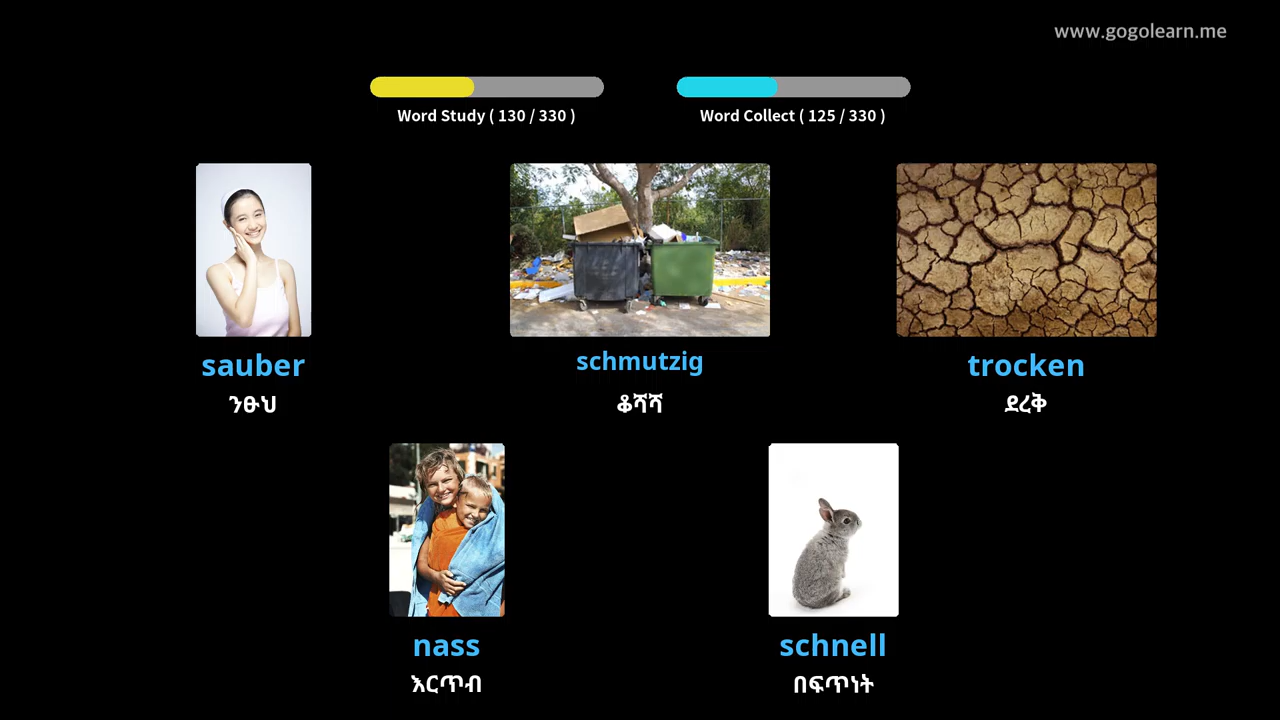 www.gogolearn.me
Word Study ( 130 / 330 )
Word Collect ( 125 / 330 )
sauber
ንፁህ
schmutzig
ቆሻሻ
trocken
ደረቅ
nass
እርጥብ
schnell
በፍጥነት